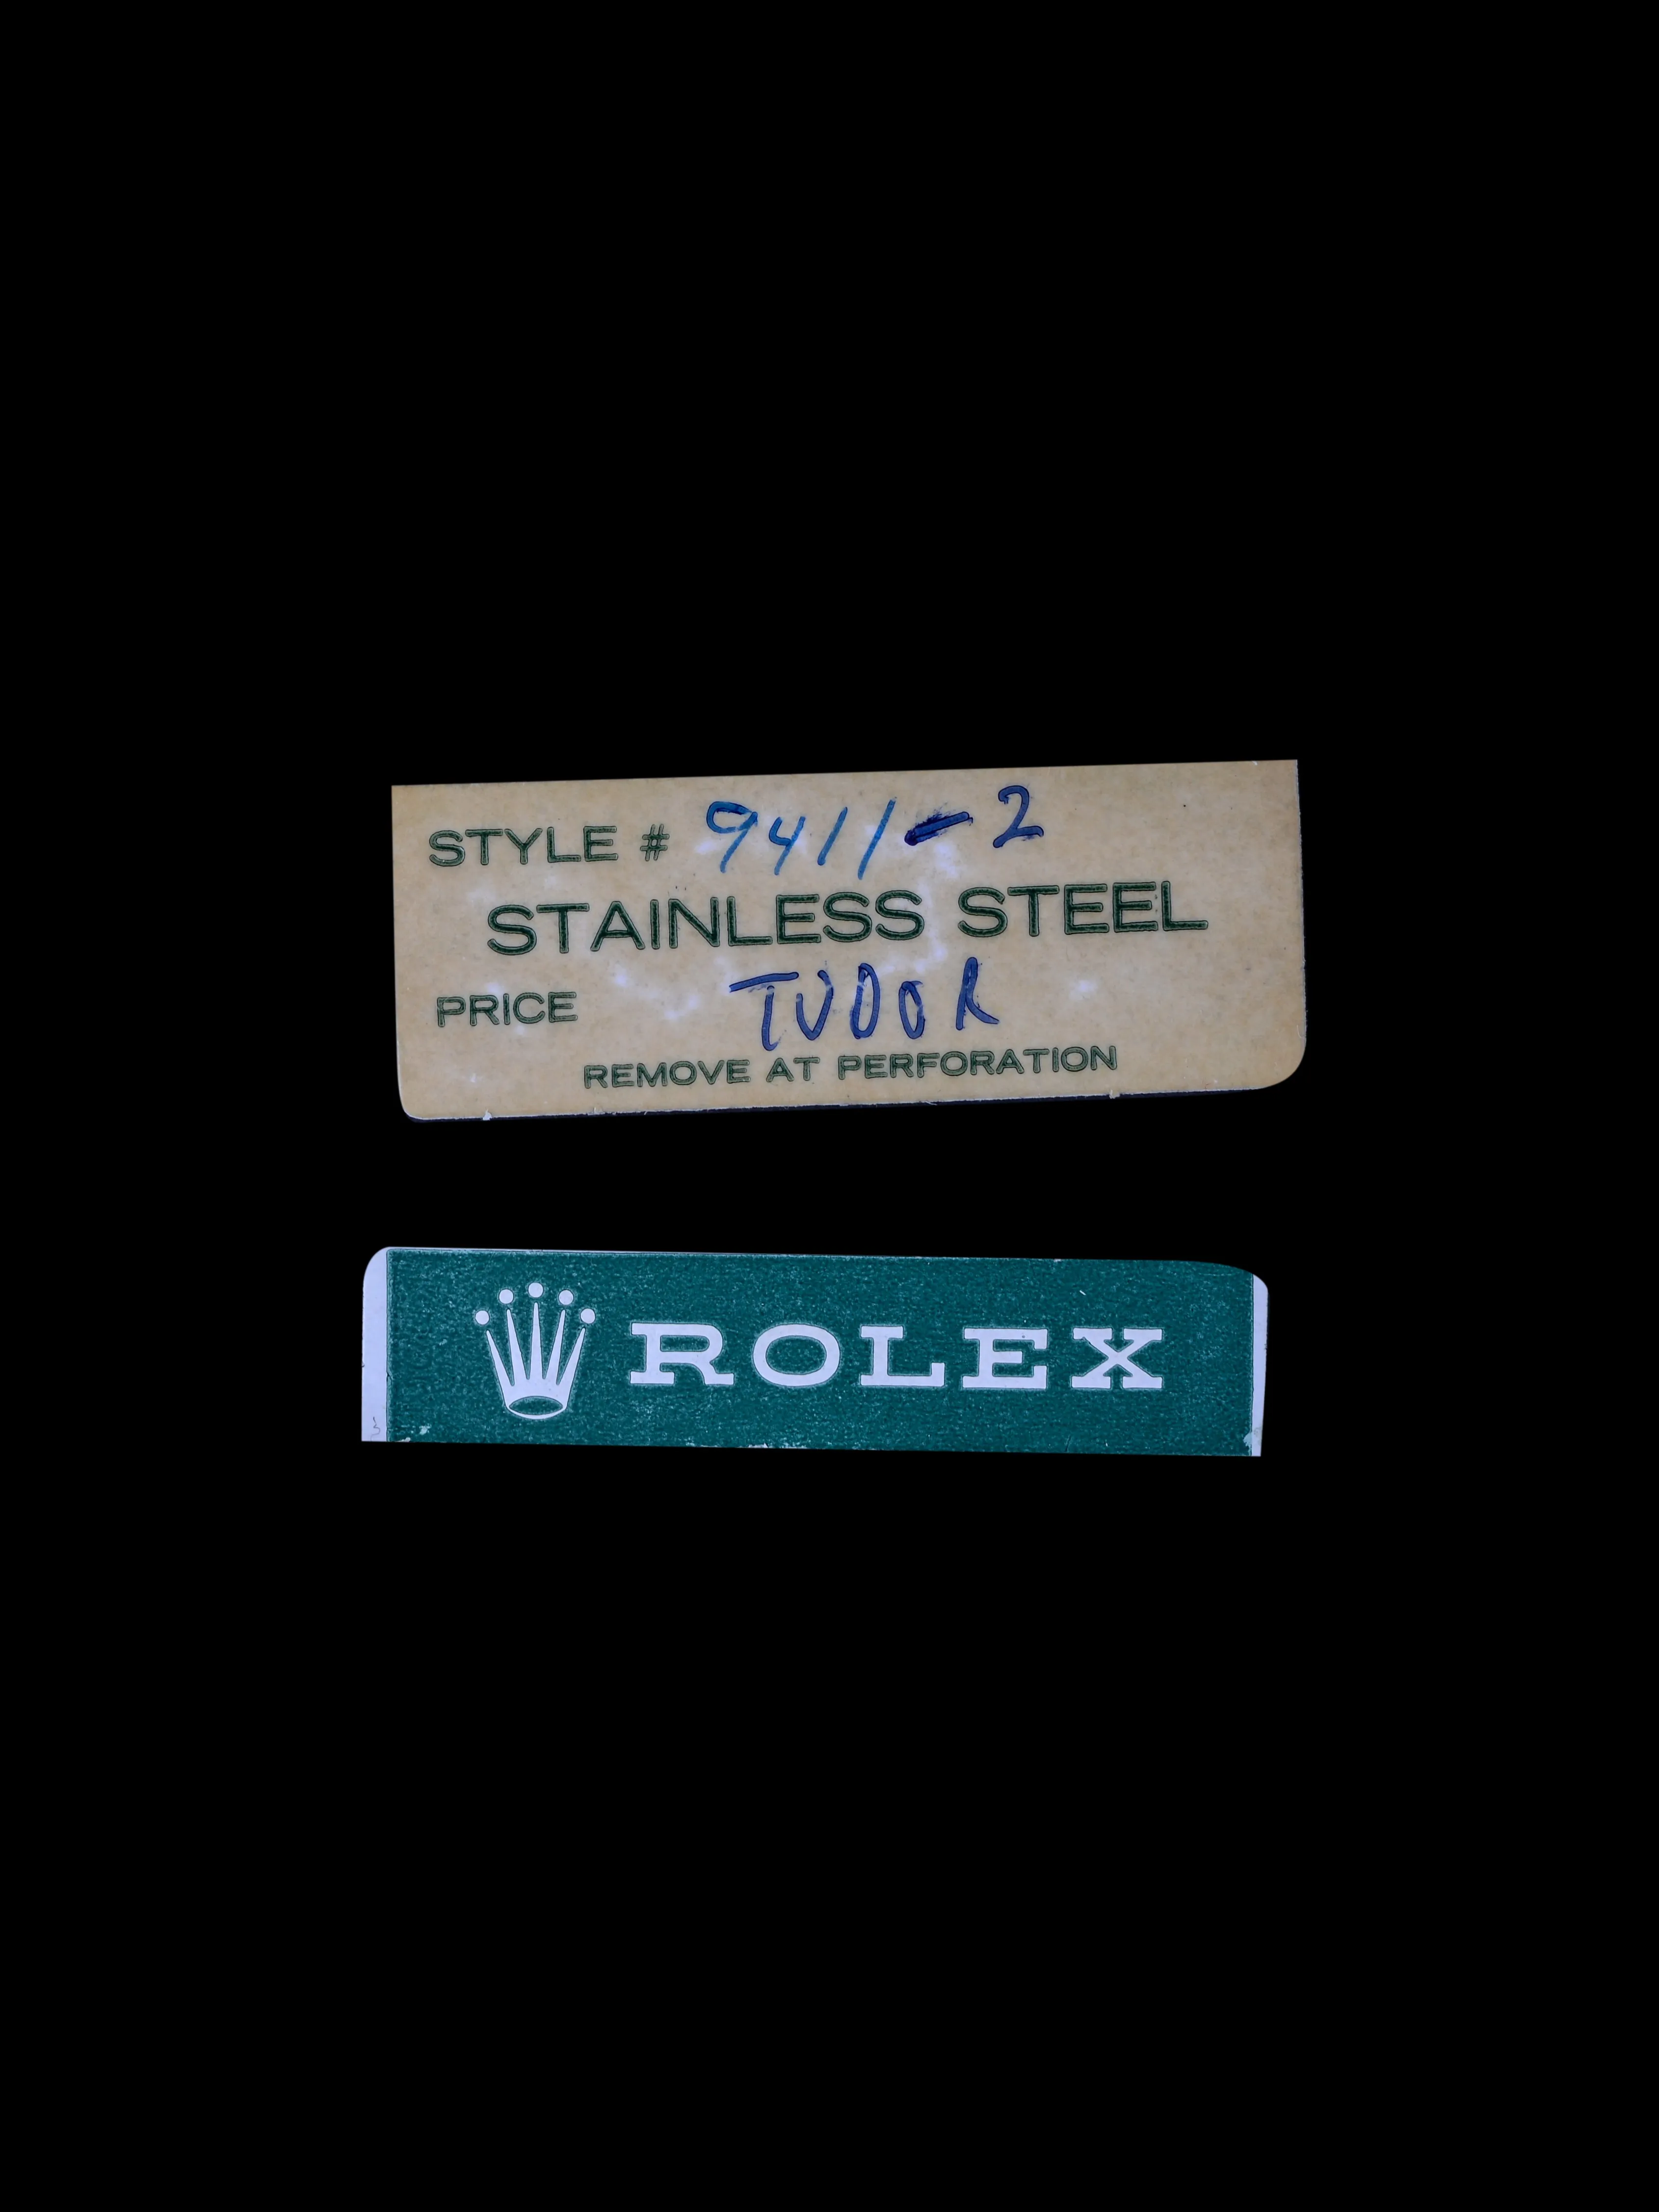 STYLE # 9411-2
STAINLESS STEEL
PRICE TUDOR
REMOVE AT PERFORATION
ROLEX